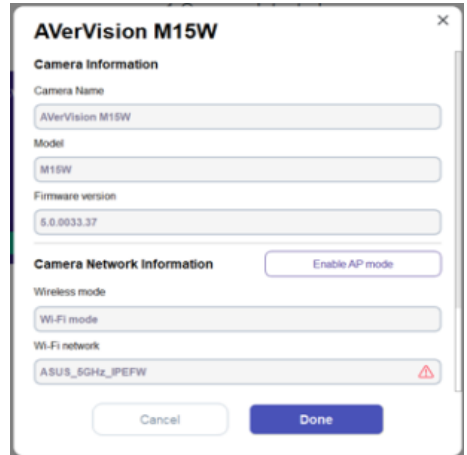 AVerVision M15W
Camera Information
Camera Name
AVerVision M15W
Model
M15W
Firmware version
5.0.0033.37
Camera Network Information
Enable AP mode
Wireless mode
Wi-Fi mode
Wi-Fi network
ASUS_5GHz_IPEFW
Cancel
Done